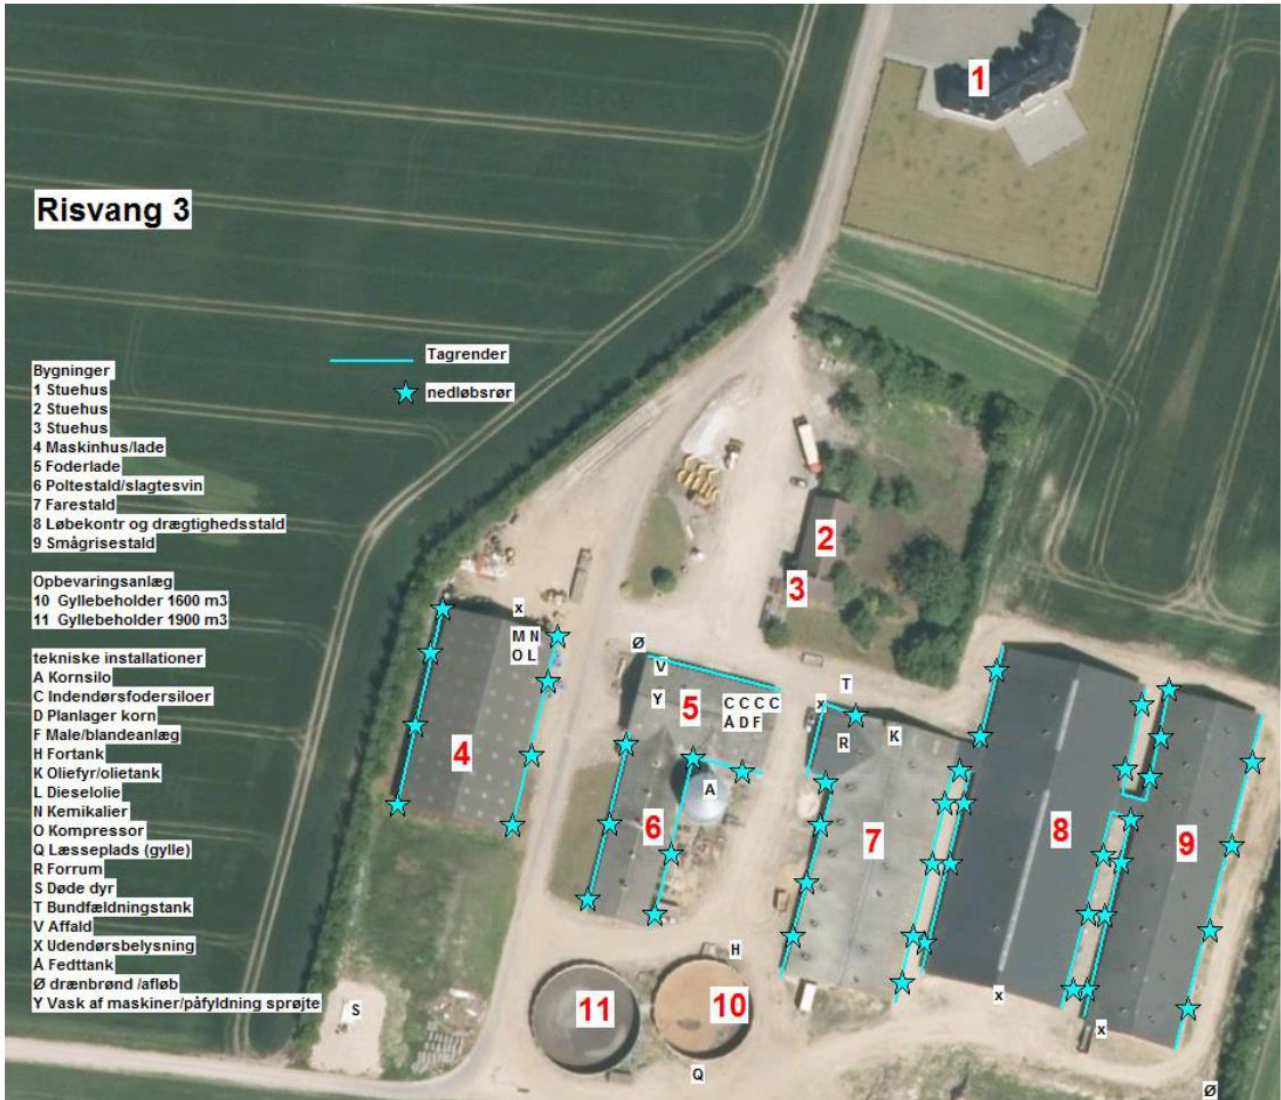 1
Risvang 3
Tagrender
nedløbsrør
Bygninger
1 Stuehus
2 Stuehus
3 Stuehus
4 Maskinhus/lade
5 Foderlade
6 Poltestald/slagtesvin
7 Farestald
8 Løbekontr og drægtighedsstald
9 Smågrisestald
Opbevaringsanlæg
10 Gyllebeholder 1600 m3
11 Gyllebeholder 1900 m3
tekniske installationer
A Kornsilo
C Indendørsfodersiloer
D Planlager korn
F Male/blandeanlæg
H Fortank
K Oliefyr/olietank
L Dieselolie
N Kemikalier
O Kompressor
Q Læsseplads (gylle)
R Forrum
S Døde dyr
T Bundfældningstank
V Affald
X Udendørsbelysning
A Fedttank
Ø drænbrønd /afløb
Y Vask af maskiner/påfyldning sprøjte
2
3
x
M N
O L
Ø
V
Y
5
C C C C
A D F
T
x
R
K
4
A
6
7
8
9
H
11
10
S
Q
x
x
Ø